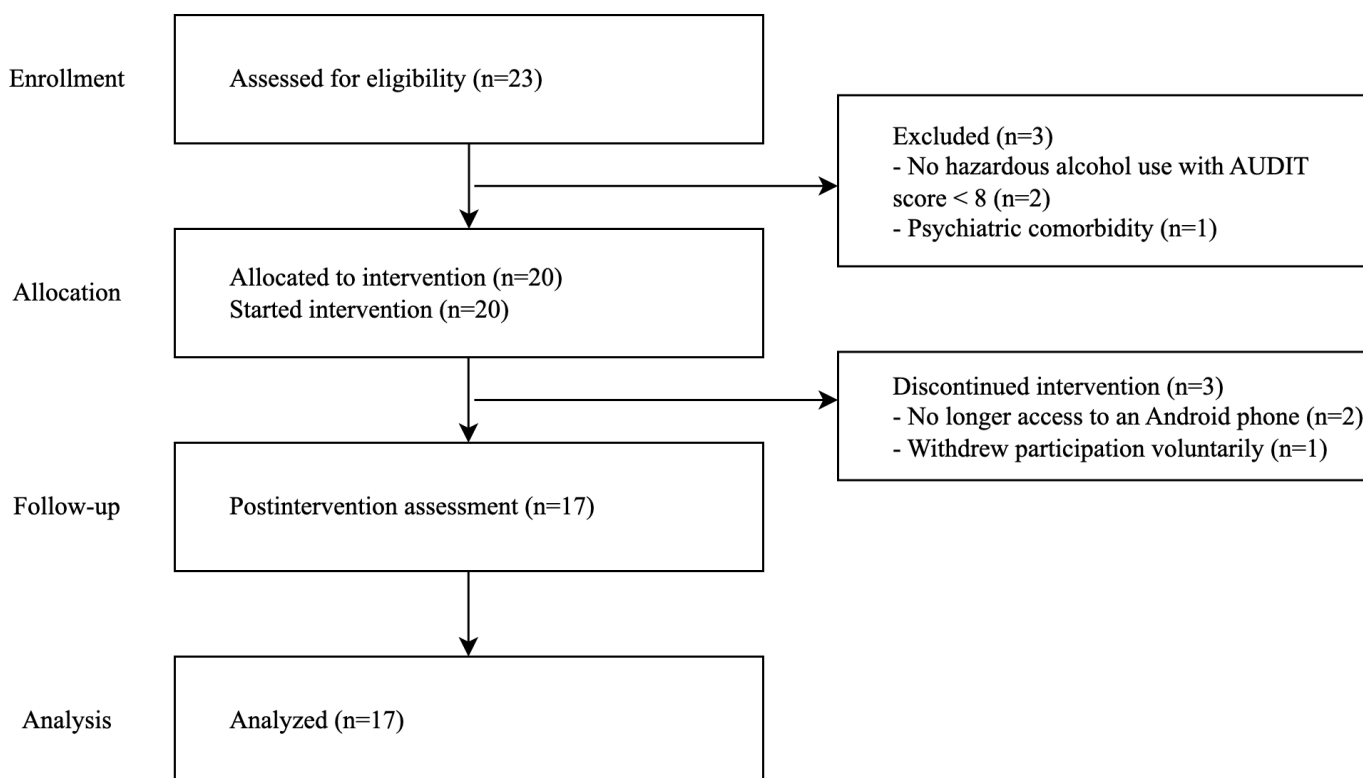 Enrollment
Assessed for eligibility (n=23)
Excluded (n=3)
- No hazardous alcohol use with AUDIT
score < 8 (n=2)
- Psychiatric comorbidity (n=1)
Allocation
Allocated to intervention (n=20)
Started intervention (n=20)
Discontinued intervention (n=3)
- No longer access to an Android phone (n=2)
- Withdrew participation voluntarily (n=1)
Follow-up
Postintervention assessment (n=17)
Analysis
Analyzed (n=17)